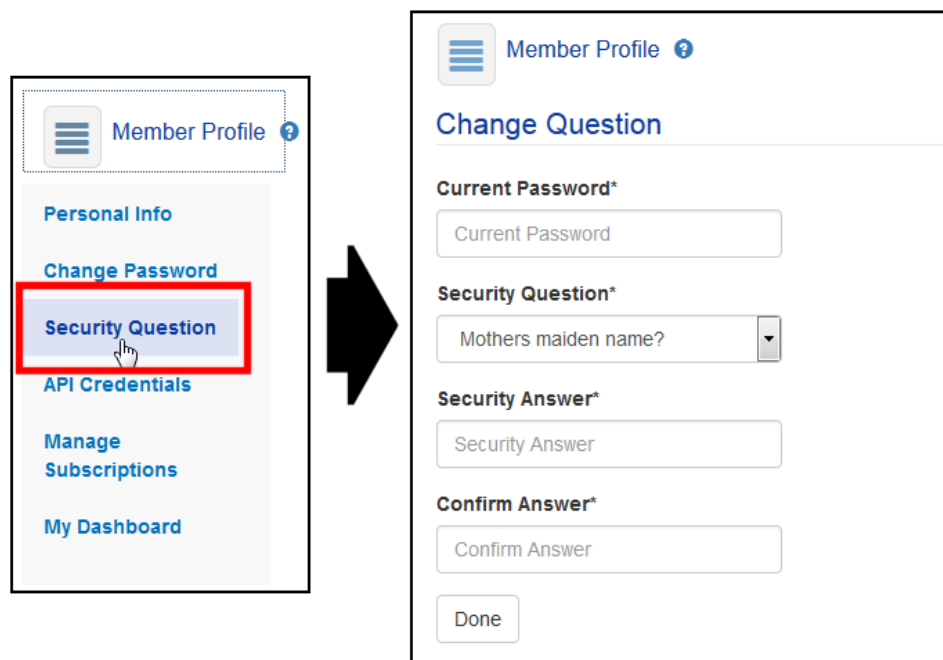 Member Profile ?
Personal Info
Change Password
Security Question
API Credentials
Manage
Subscriptions
My Dashboard
Member Profile ?
Change Question
Current Password*
Current Password
Security Question*
Mothers maiden name?
Security Answer*
Security Answer
Confirm Answer*
Confirm Answer
Done